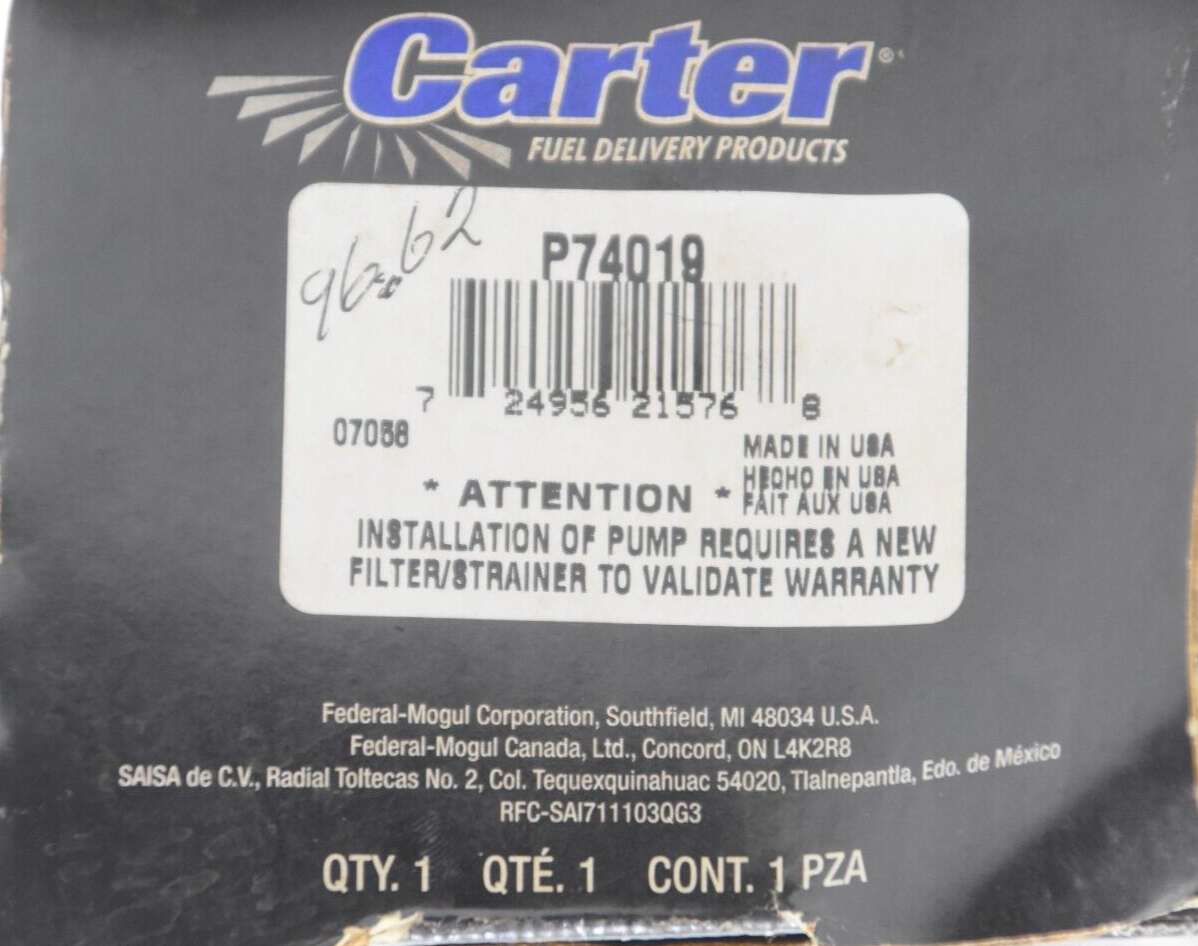 Carter®
FUEL DELIVERY PRODUCTS
96.62
P74019
7 24956 21576 8
07058
MADE IN USA
HECHO EN USA
FAIT AUX USA
* ATTENTION *
INSTALLATION OF PUMP REQUIRES A NEW
FILTER/STRAINER TO VALIDATE WARRANTY
Federal-Mogul Corporation, Southfield, MI 48034 U.S.A.
Federal-Mogul Canada, Ltd., Concord, ON L4K2R8
SAISA de C.V., Radial Toltecas No. 2, Col. Tequexquinahuac 54020, Tlalnepantla, Edo. de México
RFC-SAI711103QG3
QTY. 1 QTÉ. 1 CONT. 1 PZA